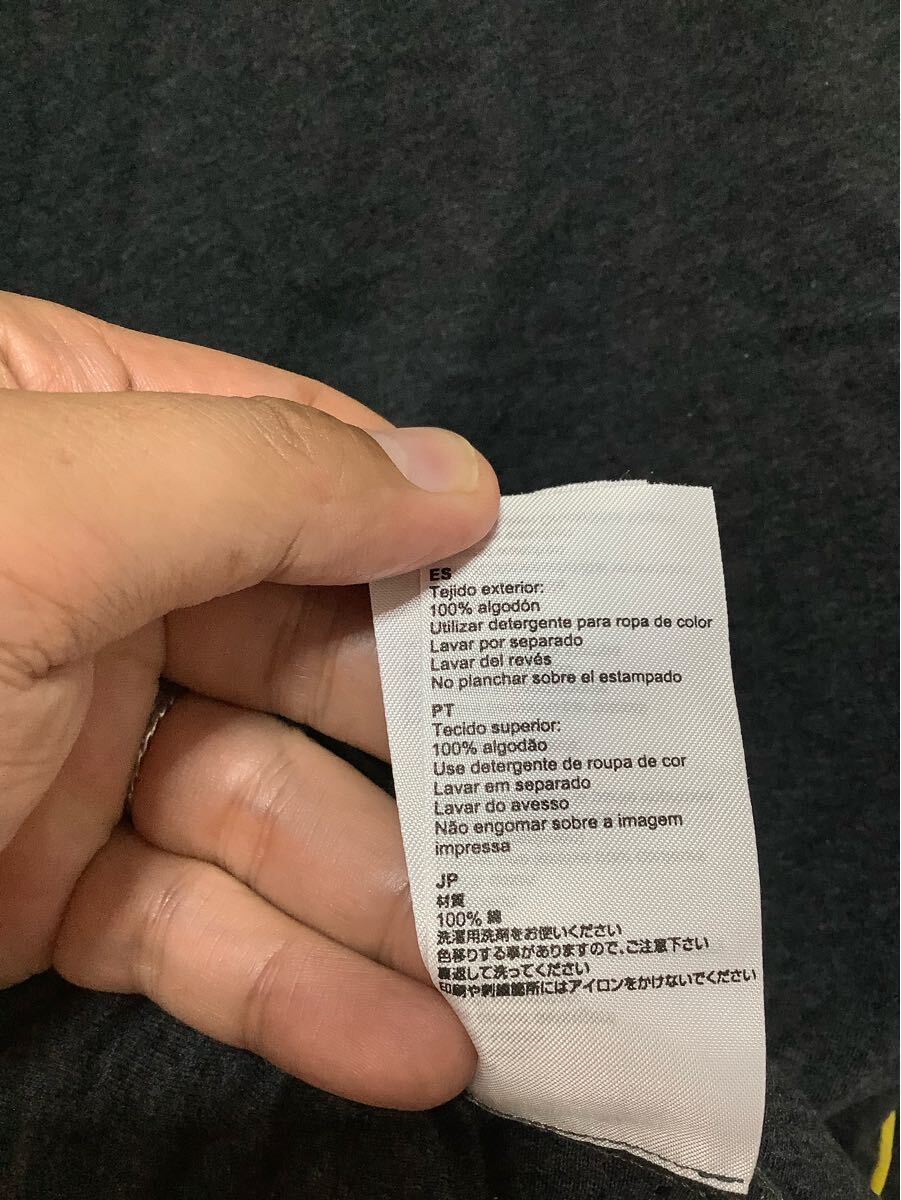 ES
Tejido exterior:
100% algodón
Utilizar detergente para ropa de color
Lavar por separado
Lavar del revés
No planchar sobre el estampado
PT
Tecido superior:
100% algodão
Use detergente de roupa de cor
Lavar em separado
Lavar do avesso
Não engomar sobre a imagem
impressa
JP
材質
100% 綿
洗濯用洗剤をお使いください
色移りする事がありますので、ご注意下さい
裏返して洗ってください
印刷や刺繍箇所にはアイロンをかけないでください